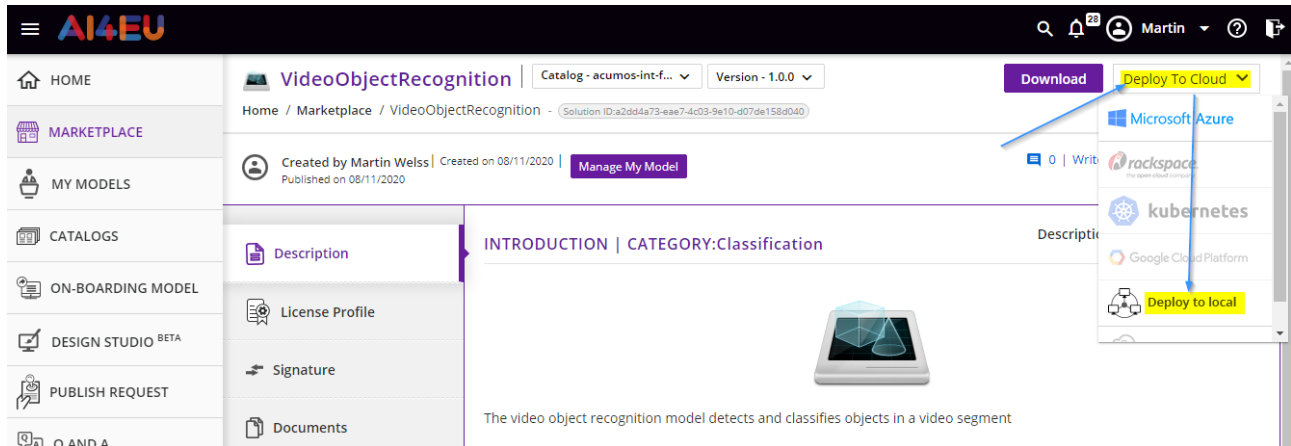 AI4EU
28
Martin
HOME
MARKETPLACE
MY MODELS
CATALOGS
ON-BOARDING MODEL
DESIGN STUDIO BETA
PUBLISH REQUEST
Q AND A
VideoObjectRecognition
Catalog - acumos-int-f...
Version - 1.0.0
Download
Deploy To Cloud
Home / Marketplace / VideoObjectRecognition - Solution ID:a2dd4a73-eae7-4c03-9e10-d07de158d040
Created by Martin Welss | Created on 08/11/2020 |
Published on 08/11/2020
Manage My Model
0 | Write
Microsoft Azure
rackspace.
the open cloud company
kubernetes
Google Cloud Platform
Deploy to local
Description
License Profile
Signature
Documents
INTRODUCTION | CATEGORY:Classification
The video object recognition model detects and classifies objects in a video segment